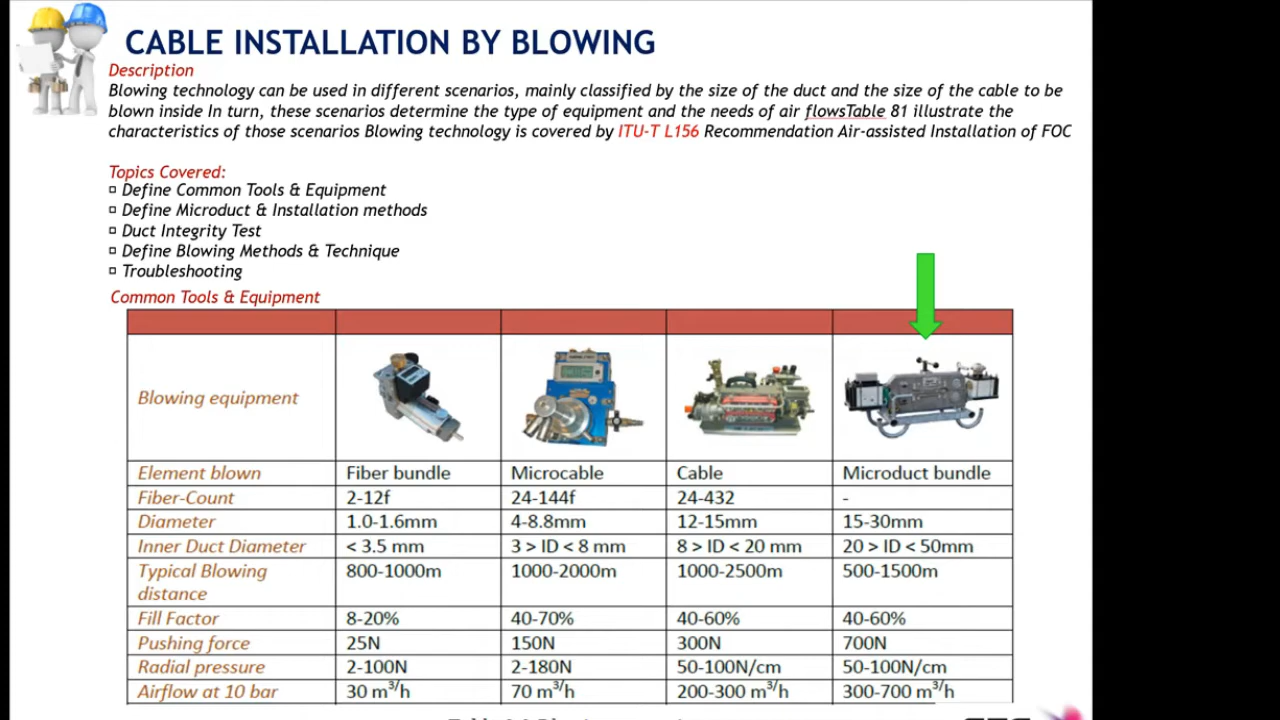 CABLE INSTALLATION BY BLOWING
Description
Blowing technology can be used in different scenarios, mainly classified by the size of the duct and the size of the cable to be
blown inside In turn, these scenarios determine the type of equipment and the needs of air flowsTable 81 illustrate the
characteristics of those scenarios Blowing technology is covered by ITU-T L156 Recommendation Air-assisted Installation of FOC
Topics Covered:
Define Common Tools & Equipment
Define Microduct & Installation methods
Duct Integrity Test
Define Blowing Methods & Technique
Troubleshooting
Common Tools & Equipment
Blowing equipment
Element blown Fiber bundle Microcable Cable Microduct bundle
Fiber-Count 2-12f 24-144f 24-432 -
Diameter 1.0-1.6mm 4-8.8mm 12-15mm 15-30mm
Inner Duct Diameter < 3.5 mm 3 > ID < 8 mm 8 > ID < 20 mm 20 > ID < 50mm
Typical Blowing distance 800-1000m 1000-2000m 1000-2500m 500-1500m
Fill Factor 8-20% 40-70% 40-60% 40-60%
Pushing force 25N 150N 300N 700N
Radial pressure 2-100N 2-180N 50-100N/cm 50-100N/cm
Airflow at 10 bar 30 m³/h 70 m³/h 200-300 m³/h 300-700 m³/h